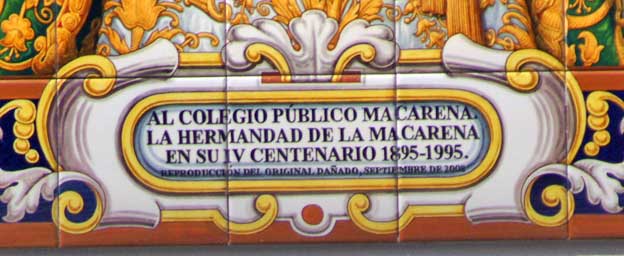 AL COLEGIO PÚBLICO MACARENA.
LA HERMANDAD DE LA MACARENA
EN SU IV CENTENARIO 1895-1995.
REPRODUCCIÓN DEL ORIGINAL DAÑADO, SEPTIEMBRE DE 2008